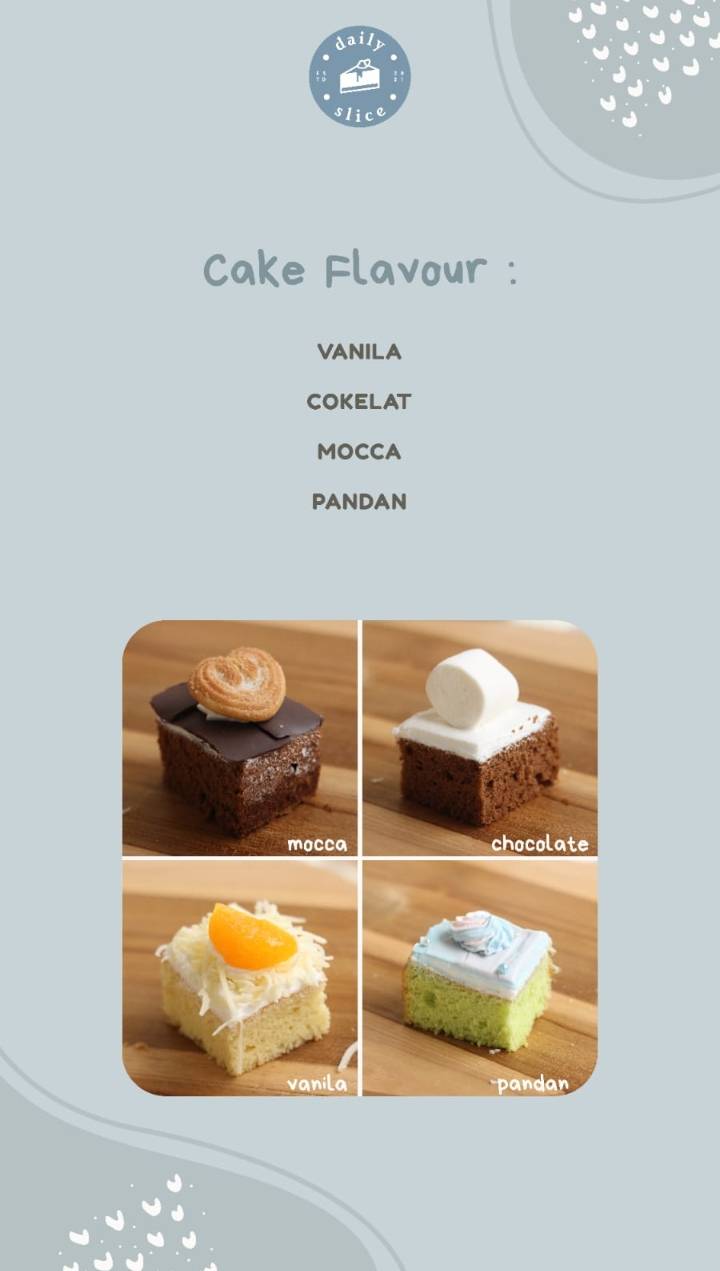 daily
slice
Cake Flavour :
VANILA
COKELAT
MOCCA
PANDAN
mocca
chocolate
vanila
pandan